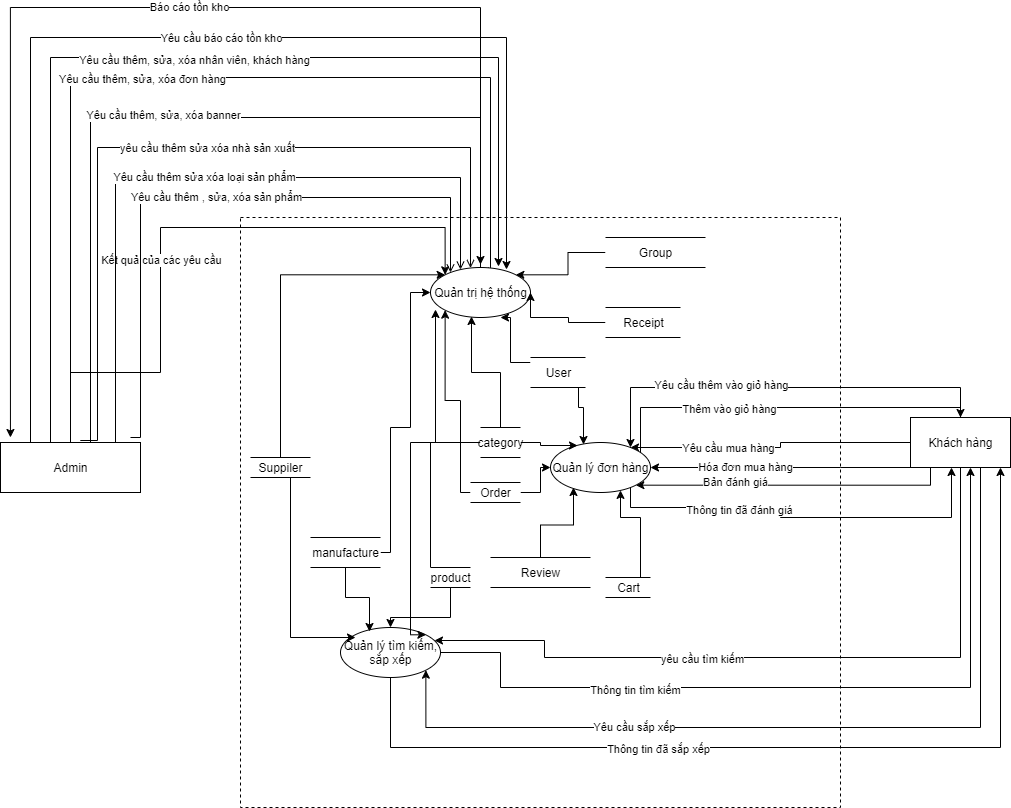 Báo cáo tồn kho
Yêu cầu báo cáo tồn kho
Yêu cầu thêm, sửa, xóa nhân viên, khách hàng
Yêu cầu thêm, sửa, xóa đơn hàng
Yêu cầu thêm, sửa, xóa banner
yêu cầu thêm sửa xóa nhà sản xuất
Yêu cầu thêm sửa xóa loại sản phẩm
Yêu cầu thêm , sửa, xóa sản phẩm
Kết quả của các yêu cầu
Group
Quản trị hệ thống
Receipt
User
Yêu cầu thêm vào giỏ hàng
Thêm vào giỏ hàng
Khách hàng
category
Yêu cầu mua hàng
Admin
Suppiler
Quản lý đơn hàng
Hóa đơn mua hàng
Bản đánh giá
Order
Thông tin đã đánh giá
manufacture
product
Review
Cart
Quản lý tìm kiếm,
sắp xếp
yêu cầu tìm kiếm
Thông tin tìm kiếm
Yêu cầu sắp xếp
Thông tin đã sắp xếp